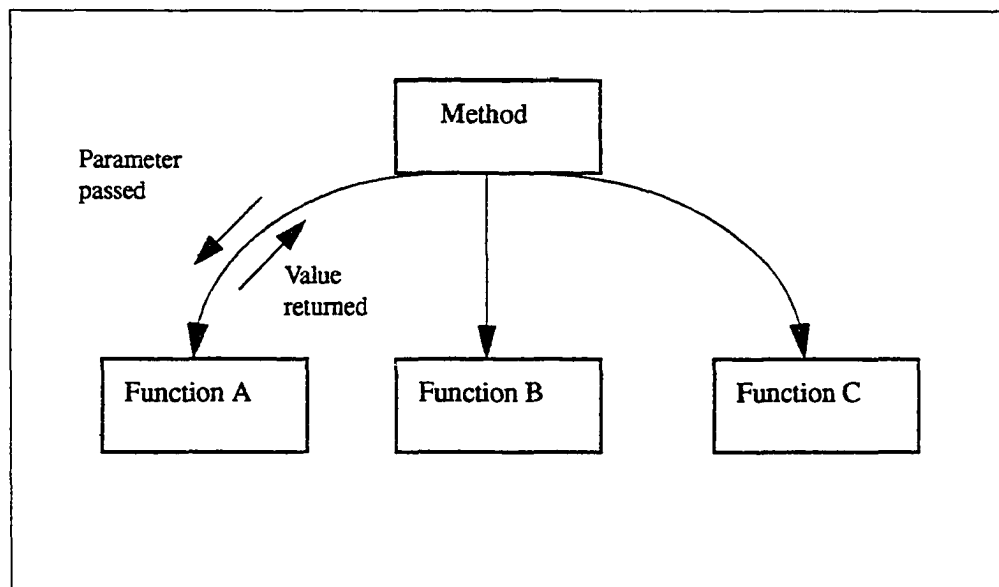 Method
Parameter
passed
Value
returned
Function A
Function B
Function C